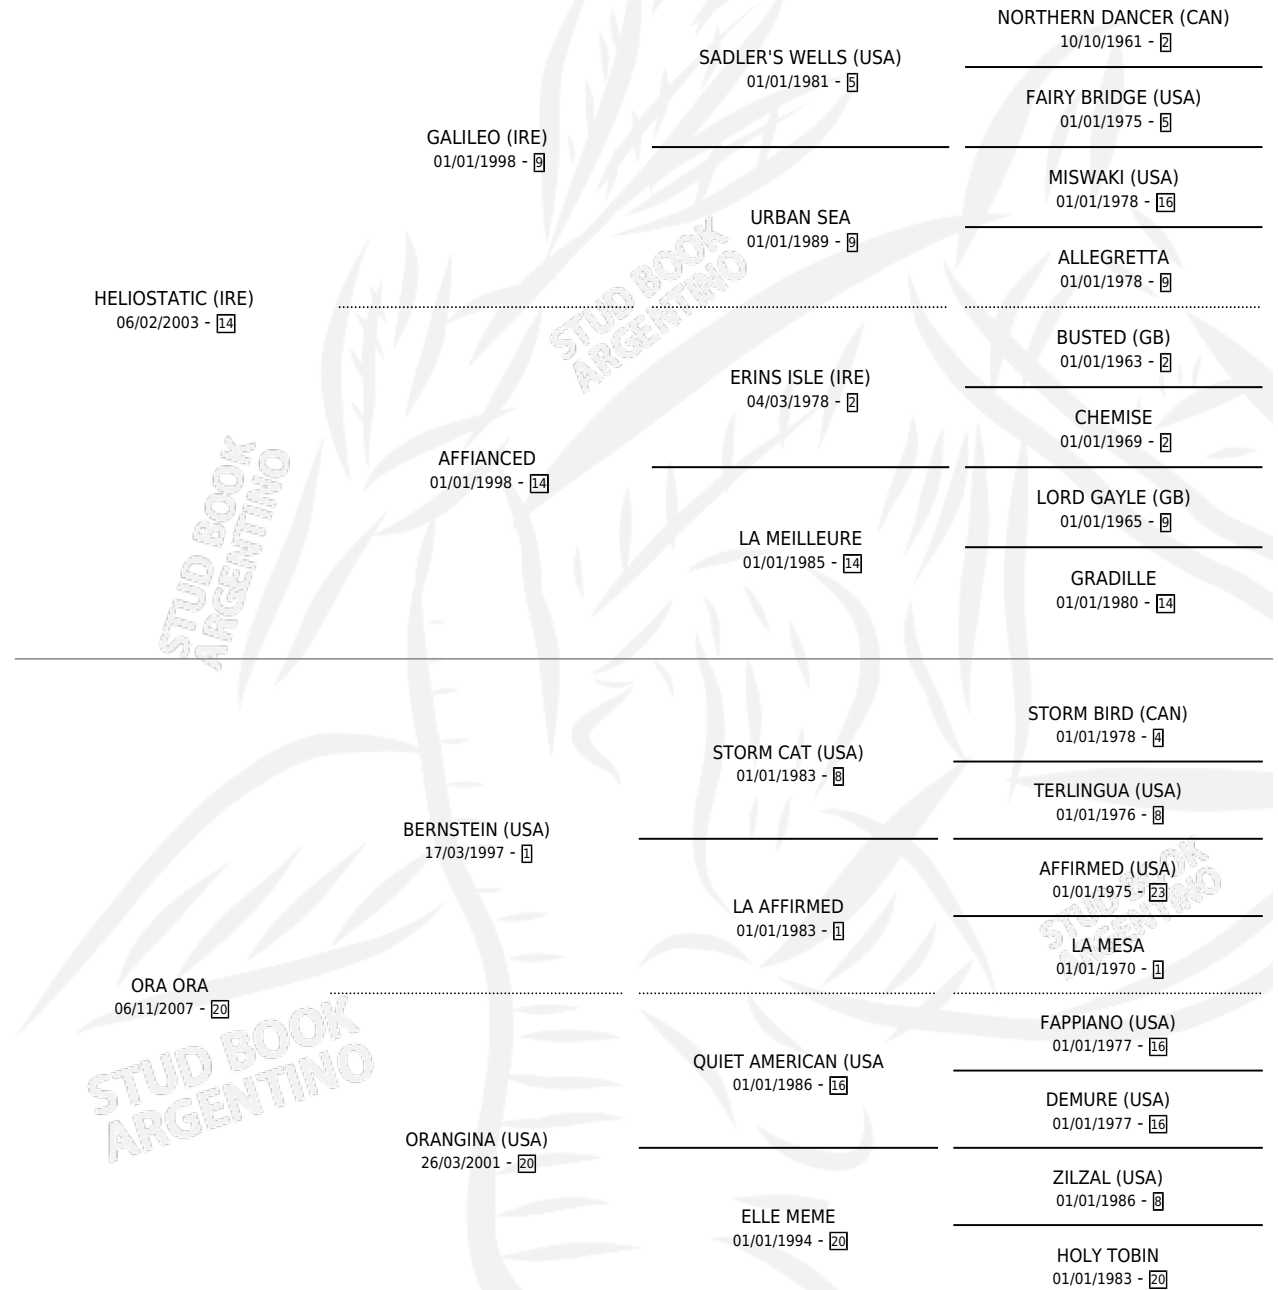 NORTHERN DANCER (CAN)
10/10/1961 - 2
SADLER'S WELLS (USA)
01/01/1981 - 5
FAIRY BRIDGE (USA)
01/01/1975 - 5
GALILEO (IRE)
01/01/1998 - 9
MISWAKI (USA)
01/01/1978 - 16
URBAN SEA
01/01/1989 - 9
ALLEGRETTA
01/01/1978 - 9
HELIOSTATIC (IRE)
06/02/2003 - 14
STUD BOOK
ARGENTINO
BUSTED (GB)
01/01/1963 - 2
ERINS ISLE (IRE)
04/03/1978 - 2
CHEMISE
01/01/1969 - 2
AFFIANCED
01/01/1998 - 14
LORD GAYLE (GB)
01/01/1965 - 9
LA MEILLEURE
01/01/1985 - 14
GRADILLE
01/01/1980 - 14
STUD BOOK
ARGENTINO
STORM BIRD (CAN)
01/01/1978 - 4
STORM CAT (USA)
01/01/1983 - 8
TERLINGUA (USA)
01/01/1976 - 8
BERNSTEIN (USA)
17/03/1997 - 1
AFFIRMED (USA)
01/01/1975 - 23
LA AFFIRMED
01/01/1983 - 1
STUD BOOK
ARGENTINO
LA MESA
01/01/1970 - 1
ORA ORA
06/11/2007 - 20
STUD BOOK
ARGENTINO
FAPPIANO (USA)
01/01/1977 - 16
QUIET AMERICAN (USA
01/01/1986 - 16
DEMURE (USA)
01/01/1977 - 16
ORANGINA (USA)
26/03/2001 - 20
ZILZAL (USA)
01/01/1986 - 8
ELLE MEME
01/01/1994 - 20
HOLY TOBIN
01/01/1983 - 20